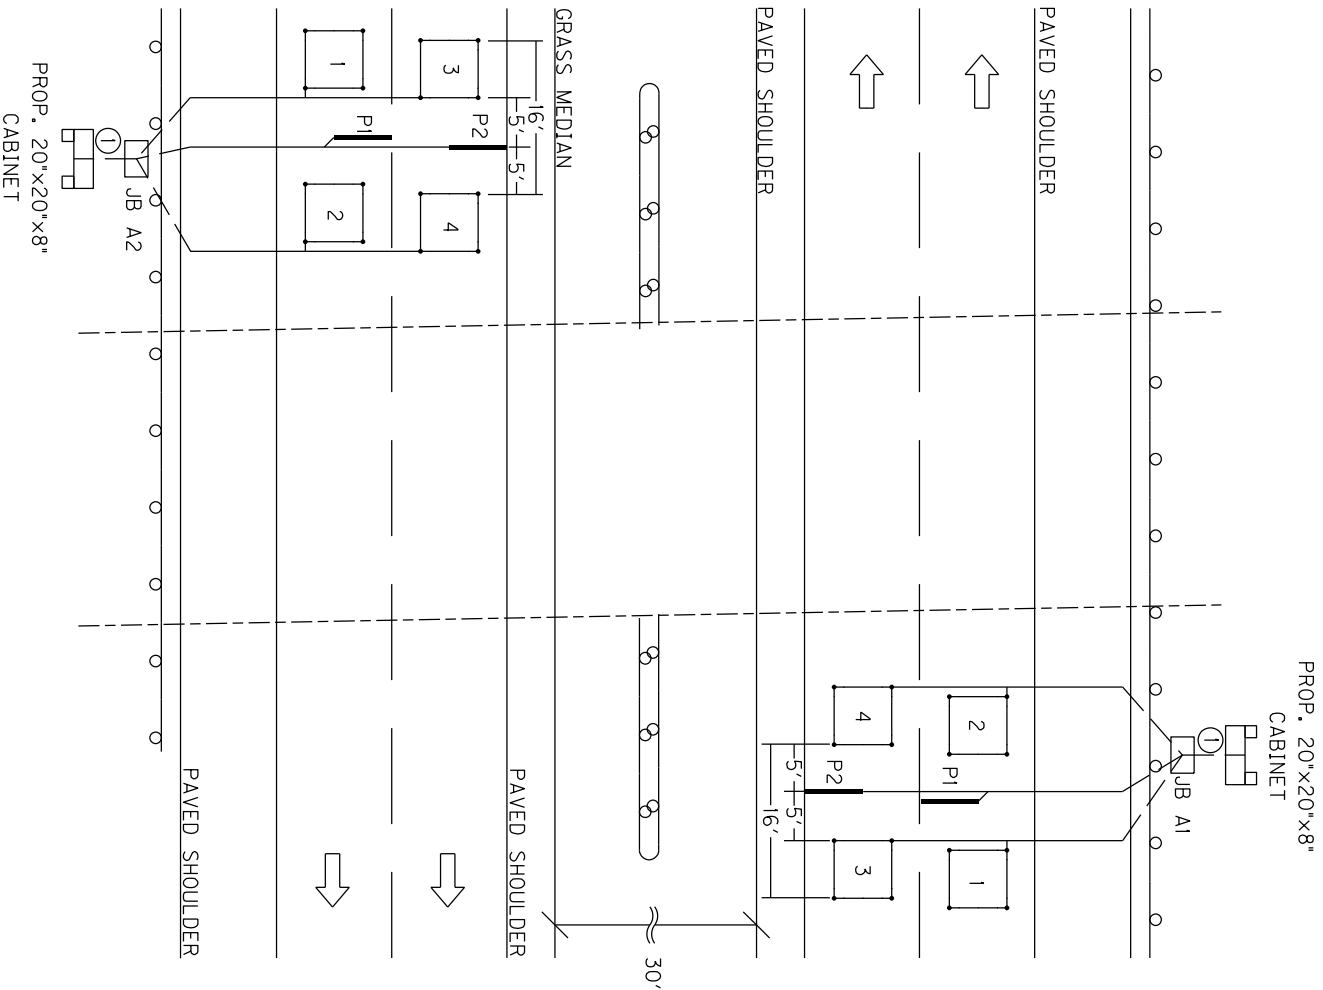 PROP. 20"x20"x8"
CABINET
1
JB A1
PAVED SHOULDER
2
1
P1
4
3
P2
5'
5'
16'
PAVED SHOULDER
30'
GRASS MEDIAN
16'
5'
5'
PAVED SHOULDER
P2
3
4
P1
1
2
PAVED SHOULDER
JB A2
1
PROP. 20"x20"x8"
CABINET